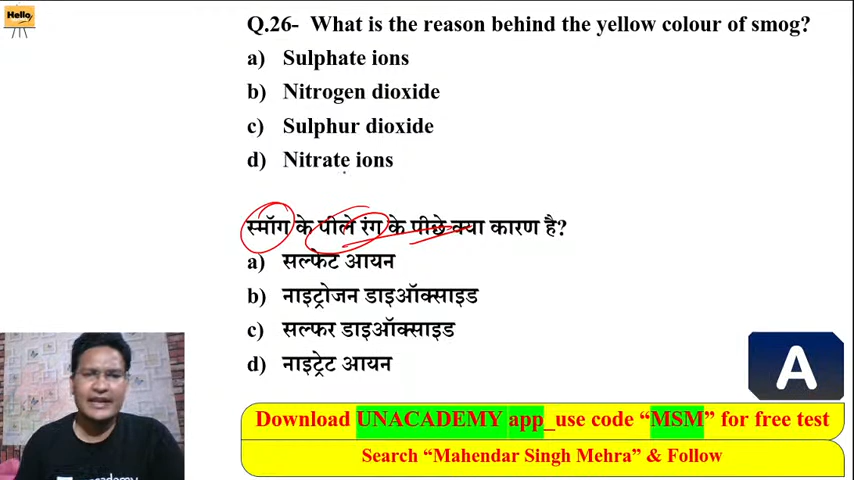 Hello
Q.26- What is the reason behind the yellow colour of smog?
a) Sulphate ions
b) Nitrogen dioxide
c) Sulphur dioxide
d) Nitrate ions
स्मॉग के पीले रंग के पीछे क्या कारण है?
a) सल्फेट आयन
b) नाइट्रोजन डाइऑक्साइड
c) सल्फर डाइऑक्साइड
d) नाइट्रेट आयन
A
Download UNACADEMY app_use code “MSM” for free test
Search “Mahendar Singh Mehra” & Follow